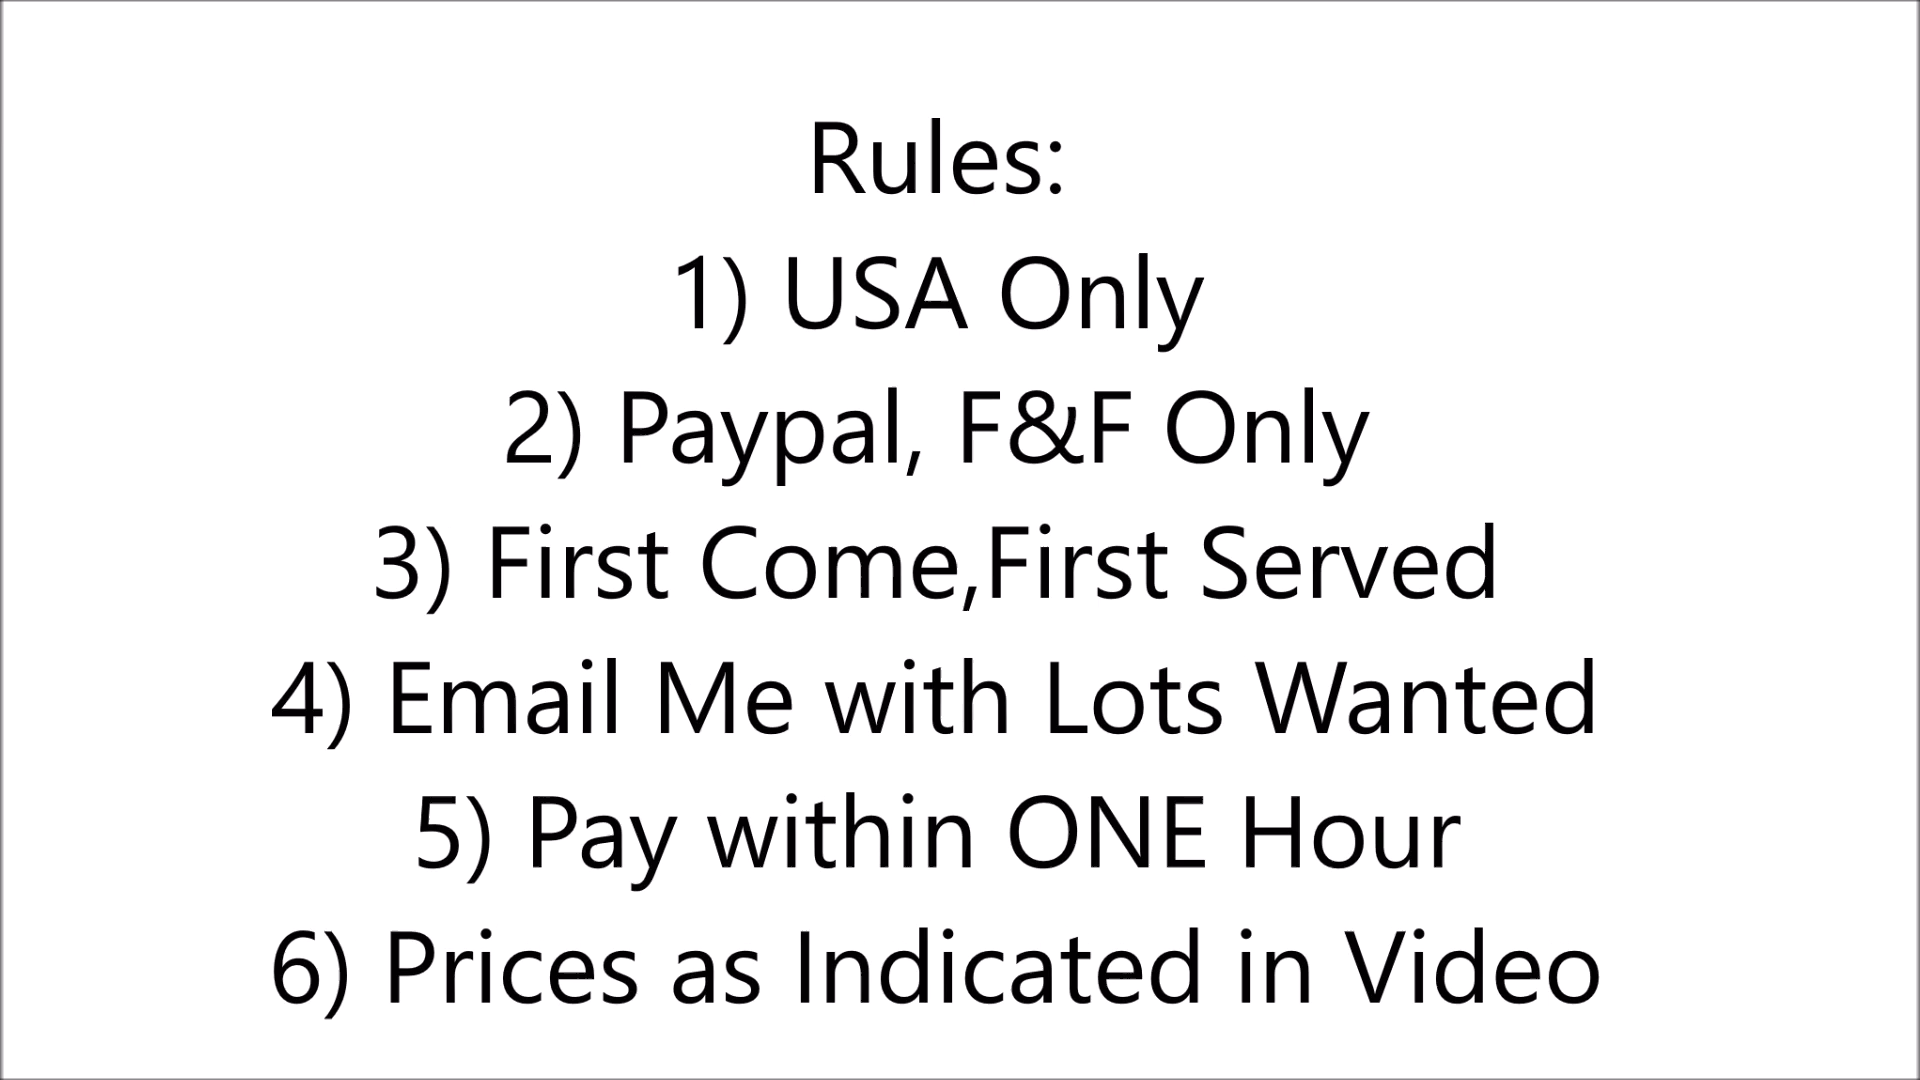 Rules:
1) USA Only
2) Paypal, F&F Only
3) First Come,First Served
4) Email Me with Lots Wanted
5) Pay within ONE Hour
6) Prices as Indicated in Video